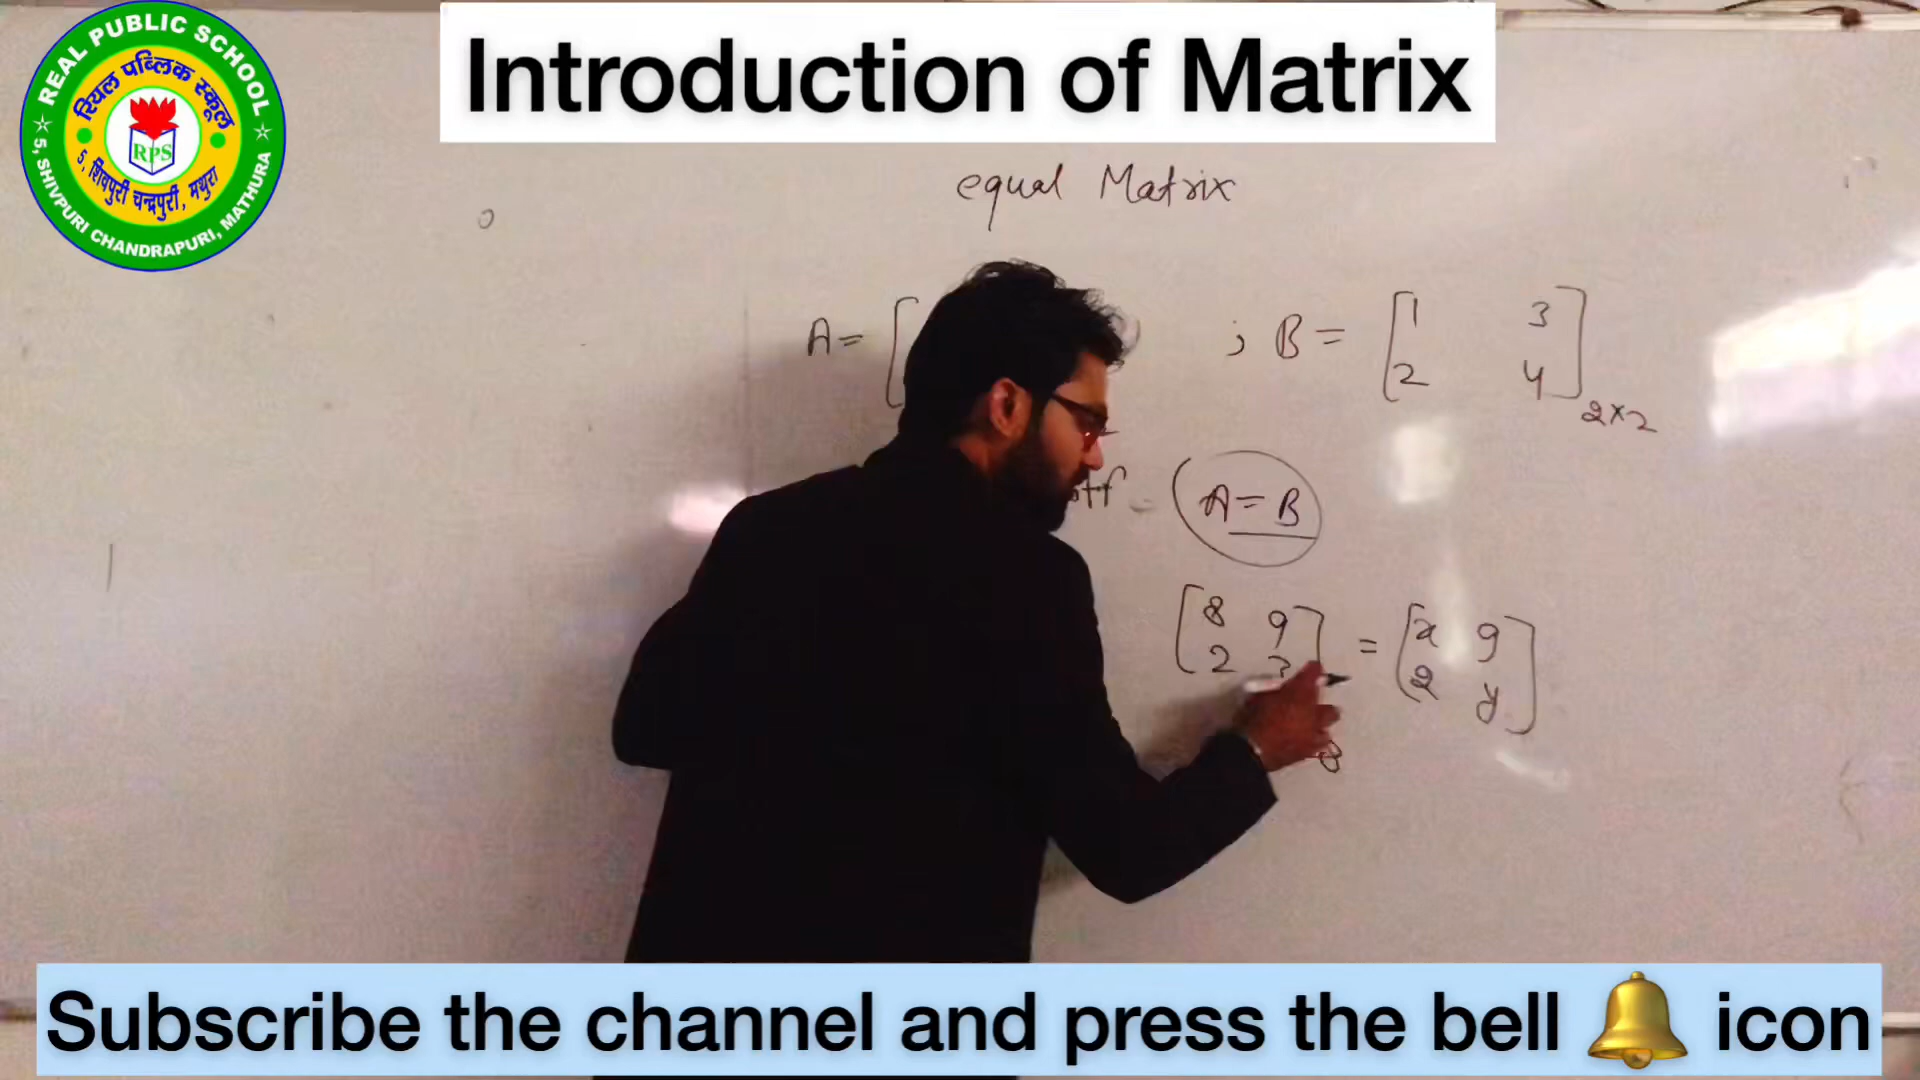 REAL PUBLIC SCHOOL
रियल पब्लिक स्कूल
RPS
5, शिवपुरी चन्द्रपुरी, मथुरा
5, SHIVPURI CHANDRAPURI, MATHURA
Introduction of Matrix
equal Matrix
A = [ ; B = [ 1 3
2 4 ] 2×2
A = B
[ 8 9 ] = [ x 9 ]
[ 2 3 ] [ 2 y ]
8
Subscribe the channel and press the bell 🔔 icon